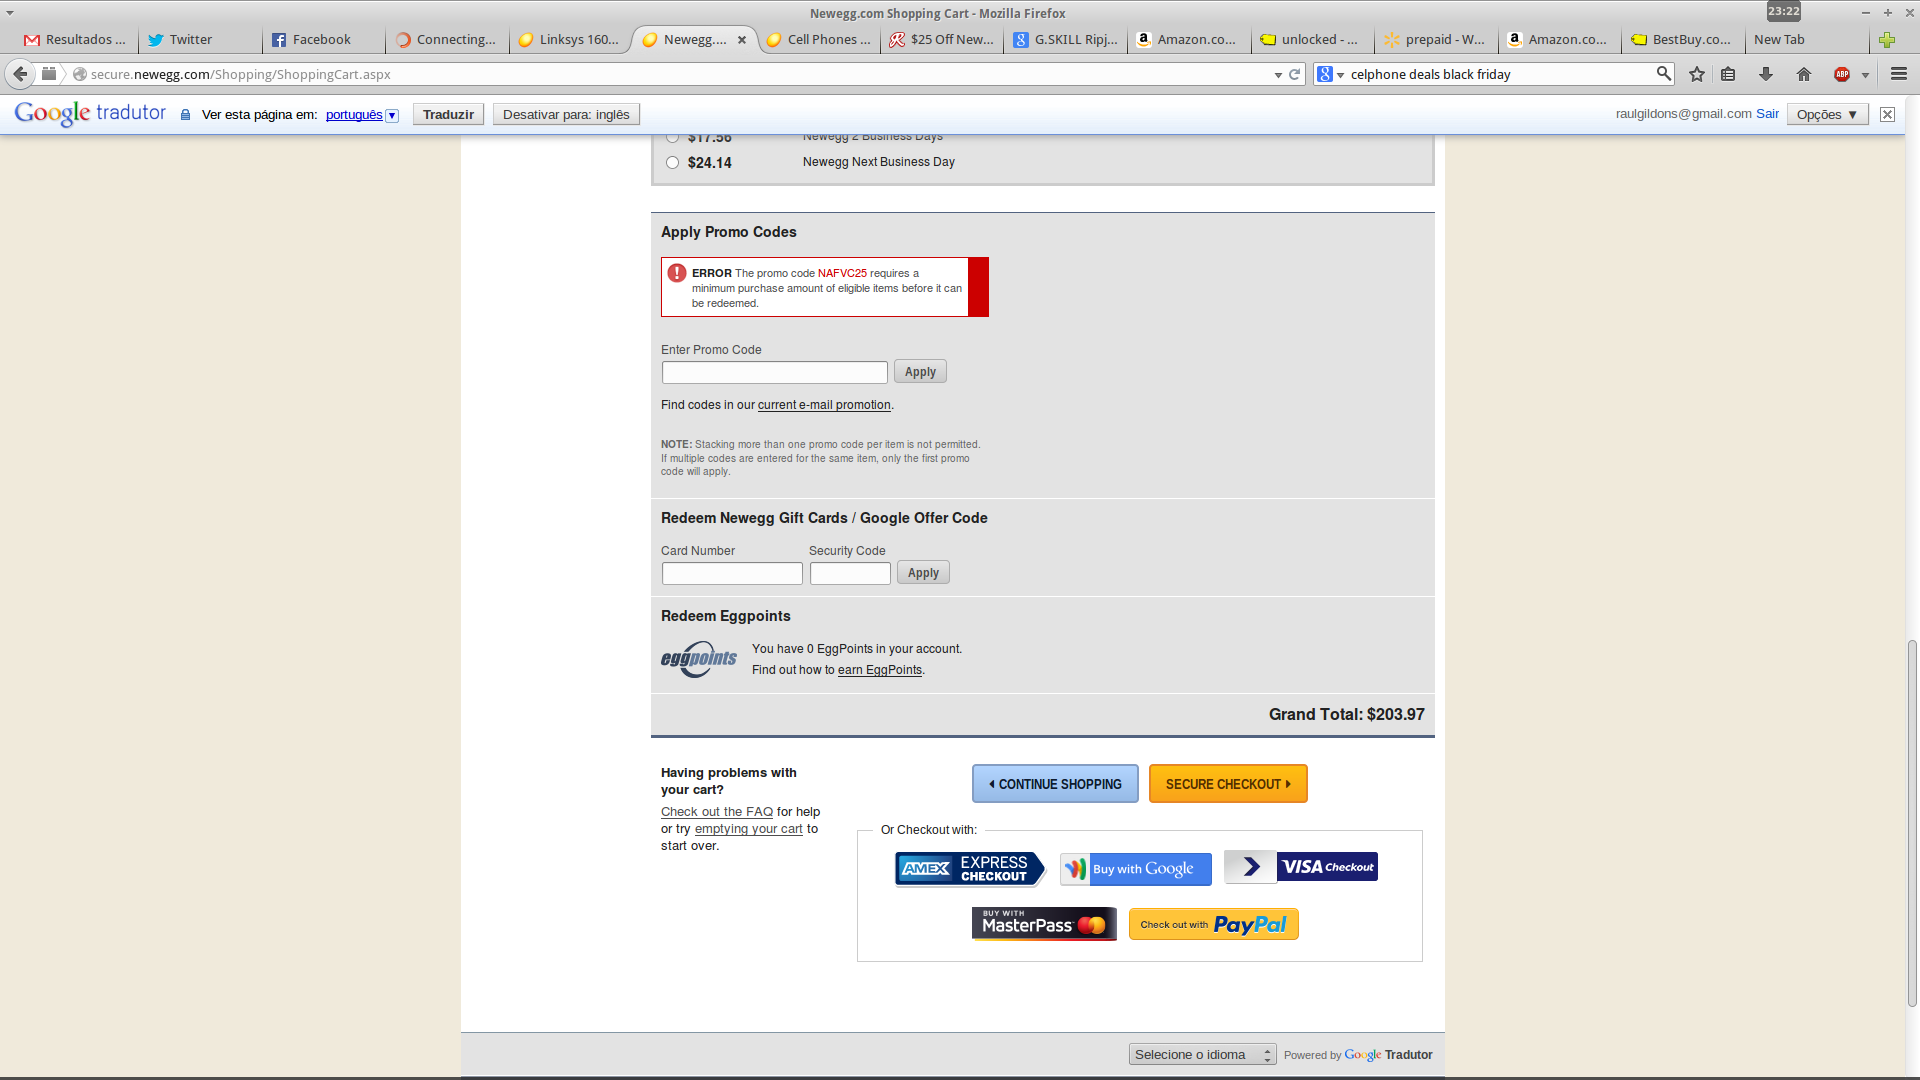 Newegg.com Shopping Cart - Mozilla Firefox
23:22
Resultados ...
Twitter
Facebook
Connecting...
Linksys 160...
Newegg....
Cell Phones ...
$25 Off New...
G.SKILL Ripj...
Amazon.co...
unlocked - ...
prepaid - W...
Amazon.co...
BestBuy.co...
New Tab
secure.newegg.com/Shopping/ShoppingCart.aspx
celphone deals black friday
ABP
Google tradutor
Ver esta página em: português
Traduzir
Desativar para: inglês
raulgildons@gmail.com Sair
Opções ▼
$17.56 Newegg 2 Business Days
$24.14 Newegg Next Business Day
Apply Promo Codes
ERROR The promo code NAFVC25 requires a
minimum purchase amount of eligible items before it can
be redeemed.
Enter Promo Code
Apply
Find codes in our current e-mail promotion.
NOTE: Stacking more than one promo code per item is not permitted.
If multiple codes are entered for the same item, only the first promo
code will apply.
Redeem Newegg Gift Cards / Google Offer Code
Card Number
Security Code
Apply
Redeem Eggpoints
eggpoints
You have 0 EggPoints in your account.
Find out how to earn EggPoints.
Grand Total: $203.97
Having problems with
your cart?
Check out the FAQ for help
or try emptying your cart to
start over.
CONTINUE SHOPPING
SECURE CHECKOUT
Or Checkout with:
AMEX EXPRESS
CHECKOUT
Buy with Google
VISA Checkout
BUY WITH
MasterPass
Check out with PayPal
Selecione o idioma
Powered by Google Tradutor